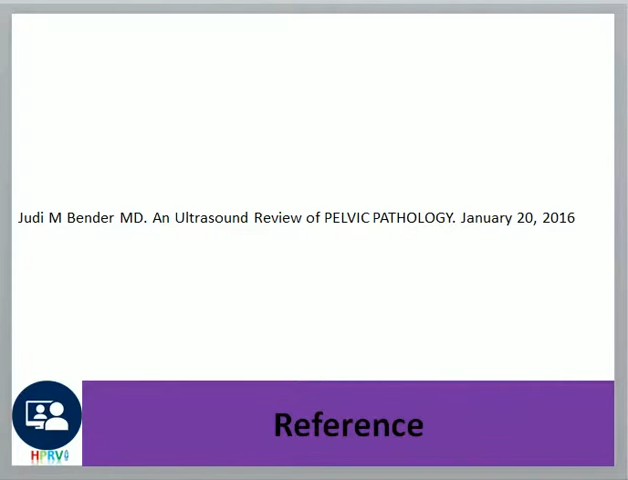 Judi M Bender MD. An Ultrasound Review of PELVIC PATHOLOGY. January 20, 2016
Reference
HPRV